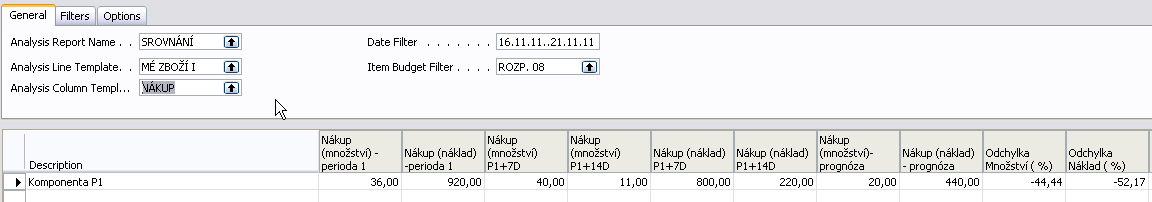 General Filters Options
Analysis Report Name . . SROVNÁNÍ Date Filter . . . . . . . 16.11.11..21.11.11
Analysis Line Template. . MÉ ZBOŽÍ I Item Budget Filter . . . . ROZP. 08
Analysis Column Templ... NÁKUP
Description
Nákup (množství) - perioda 1
Nákup (náklad) -perioda 1
Nákup (množství) P1+7D
Nákup (množství) P1+14D
Nákup (náklad) P1+7D
Nákup (náklad) P1+14D
Nákup (množství)- prognóza
Nákup (náklad) - prognóza
Odchylka Množství ( %)
Odchylka Náklad ( %)
Komponenta P1 36,00 920,00 40,00 11,00 800,00 220,00 20,00 440,00 -44,44 -52,17